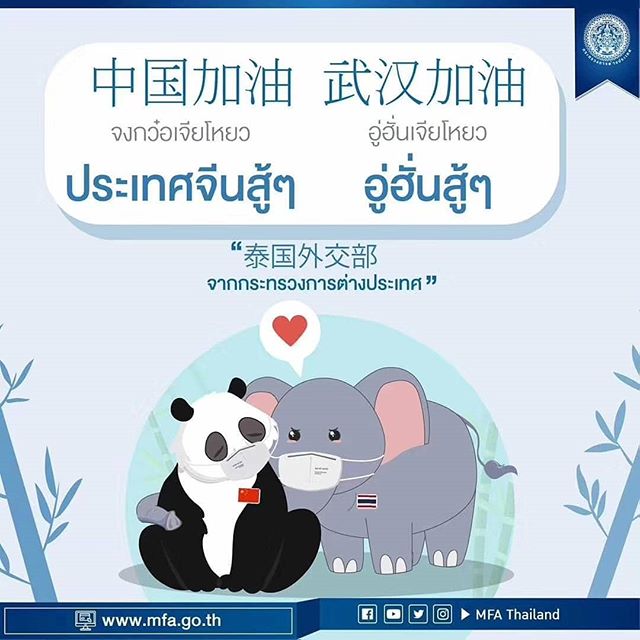 中国加油 武汉加油
จงกว๋อเจียโหยว อู่ฮั่นเจียโหยว
ประเทศจีนสู้ๆ อู่ฮั่นสู้ๆ
“泰国外交部
จากกระทรวงการต่างประเทศ”
www.mfa.go.th MFA Thailand